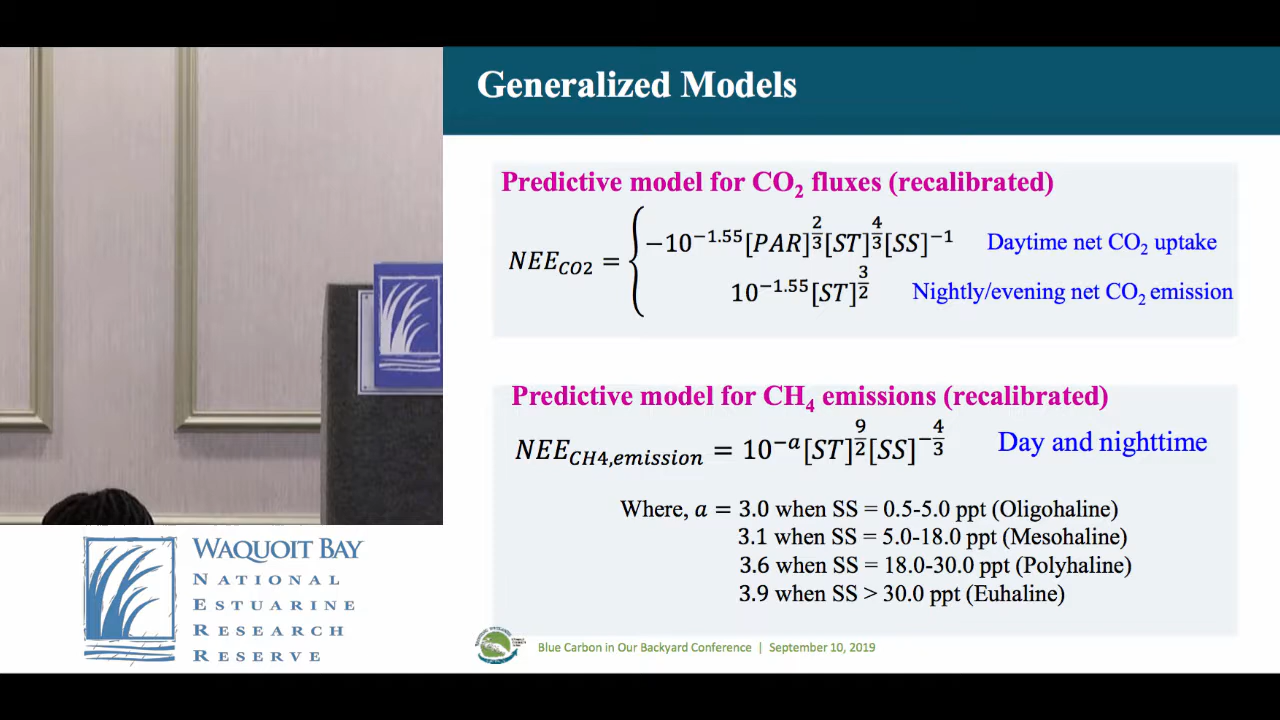 Generalized Models
Predictive model for CO₂ fluxes (recalibrated)
NEE_{CO2} = { −10^{−1.55}[PAR]^{2/3}[ST]^{4/3}[SS]^{−1} Daytime net CO₂ uptake
10^{−1.55}[ST]^{3/2} Nightly/evening net CO₂ emission
Predictive model for CH₄ emissions (recalibrated)
NEE_{CH4,emission} = 10^{−a}[ST]^{9/2}[SS]^{−4/3} Day and nighttime
Where, a = 3.0 when SS = 0.5-5.0 ppt (Oligohaline)
3.1 when SS = 5.0-18.0 ppt (Mesohaline)
3.6 when SS = 18.0-30.0 ppt (Polyhaline)
3.9 when SS > 30.0 ppt (Euhaline)
Blue Carbon in Our Backyard Conference | September 10, 2019
WAQUOIT BAY
NATIONAL
ESTUARINE
RESEARCH
RESERVE